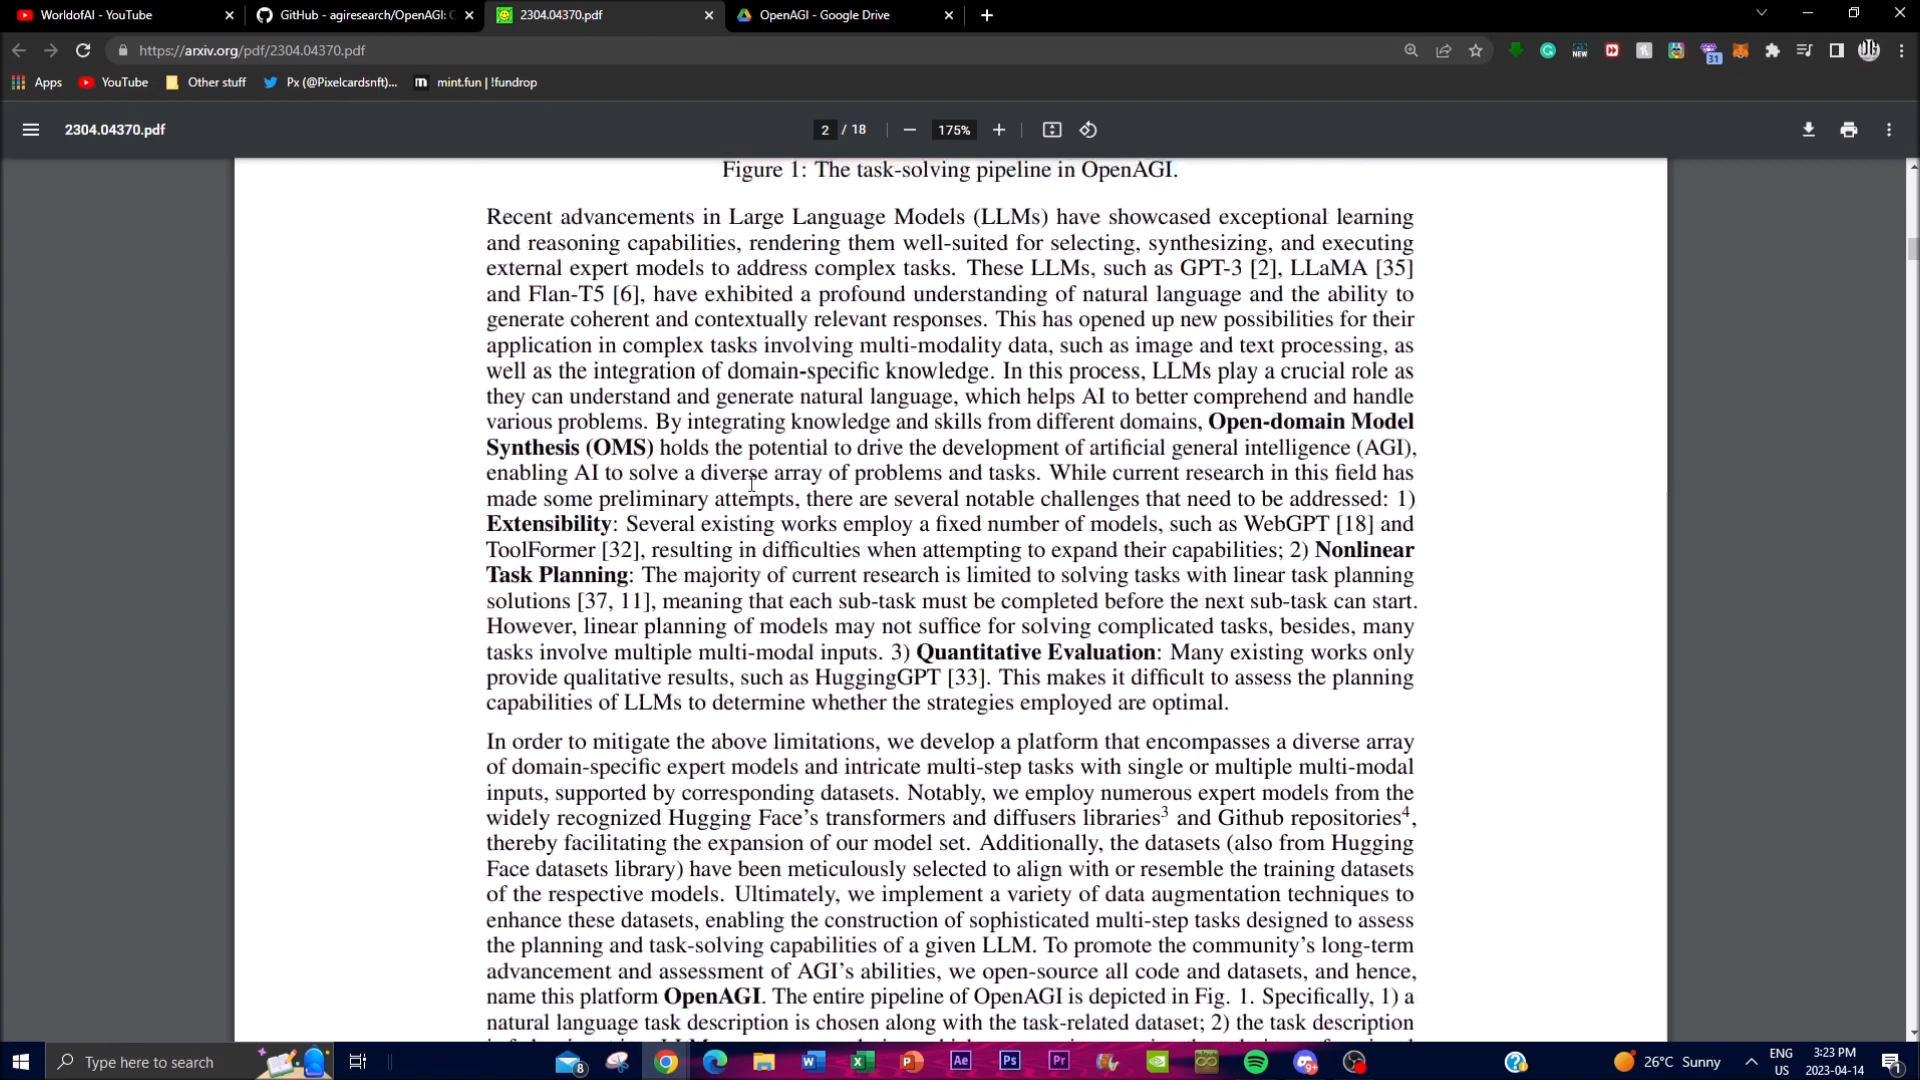 WorldofAI - YouTube
GitHub - agiresearch/OpenAGI: C
2304.04370.pdf
OpenAGI - Google Drive
https://arxiv.org/pdf/2304.04370.pdf
NEW
31
Apps
YouTube
Other stuff
Px (@Pixelcardsnft)...
m
mint.fun | !fundrop
2304.04370.pdf
2 / 18
175%
Figure 1: The task-solving pipeline in OpenAGI.
Recent advancements in Large Language Models (LLMs) have showcased exceptional learning
and reasoning capabilities, rendering them well-suited for selecting, synthesizing, and executing
external expert models to address complex tasks. These LLMs, such as GPT-3 [2], LLaMA [35]
and Flan-T5 [6], have exhibited a profound understanding of natural language and the ability to
generate coherent and contextually relevant responses. This has opened up new possibilities for their
application in complex tasks involving multi-modality data, such as image and text processing, as
well as the integration of domain-specific knowledge. In this process, LLMs play a crucial role as
they can understand and generate natural language, which helps AI to better comprehend and handle
various problems. By integrating knowledge and skills from different domains, Open-domain Model
Synthesis (OMS) holds the potential to drive the development of artificial general intelligence (AGI),
enabling AI to solve a diverse array of problems and tasks. While current research in this field has
made some preliminary attempts, there are several notable challenges that need to be addressed: 1)
Extensibility: Several existing works employ a fixed number of models, such as WebGPT [18] and
ToolFormer [32], resulting in difficulties when attempting to expand their capabilities; 2) Nonlinear
Task Planning: The majority of current research is limited to solving tasks with linear task planning
solutions [37, 11], meaning that each sub-task must be completed before the next sub-task can start.
However, linear planning of models may not suffice for solving complicated tasks, besides, many
tasks involve multiple multi-modal inputs. 3) Quantitative Evaluation: Many existing works only
provide qualitative results, such as HuggingGPT [33]. This makes it difficult to assess the planning
capabilities of LLMs to determine whether the strategies employed are optimal.
In order to mitigate the above limitations, we develop a platform that encompasses a diverse array
of domain-specific expert models and intricate multi-step tasks with single or multiple multi-modal
inputs, supported by corresponding datasets. Notably, we employ numerous expert models from the
widely recognized Hugging Face's transformers and diffusers libraries3 and Github repositories4,
thereby facilitating the expansion of our model set. Additionally, the datasets (also from Hugging
Face datasets library) have been meticulously selected to align with or resemble the training datasets
of the respective models. Ultimately, we implement a variety of data augmentation techniques to
enhance these datasets, enabling the construction of sophisticated multi-step tasks designed to assess
the planning and task-solving capabilities of a given LLM. To promote the community's long-term
advancement and assessment of AGI's abilities, we open-source all code and datasets, and hence,
name this platform OpenAGI. The entire pipeline of OpenAGI is depicted in Fig. 1. Specifically, 1) a
natural language task description is chosen along with the task-related dataset; 2) the task description
Type here to search
8
Ae
Ps
Pr
26°C Sunny
ENG
US
3:23 PM
2023-04-14
1